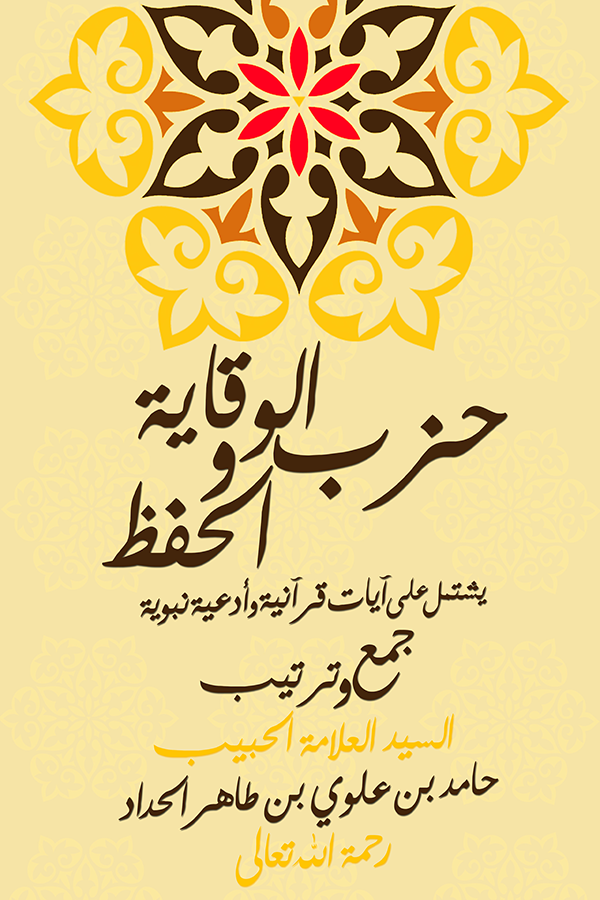 حزب الوقاية
و
الحفظ
يشتمل على آيات قرآنية وأدعية نبوية
جمع وترتيب
السيد العلامة الحبيب
حامد بن علوي بن طاهر الحداد
رحمة الله تعالى